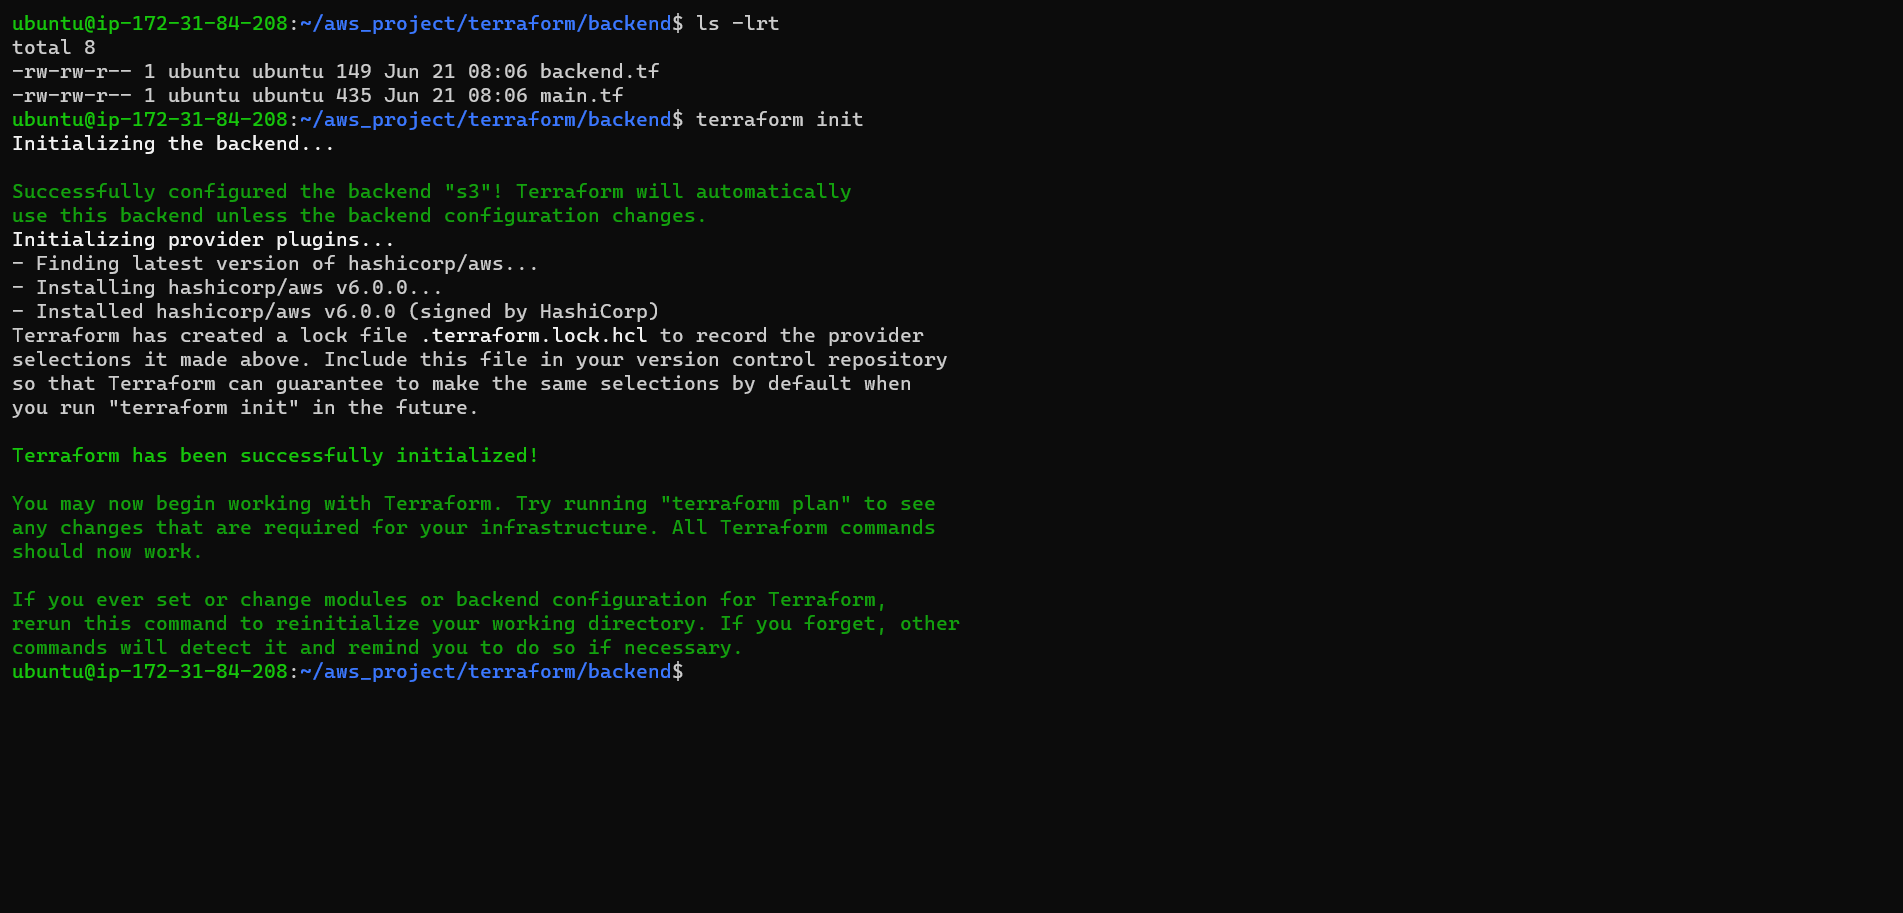 ubuntu@ip-172-31-84-208:~/aws_project/terraform/backend$ ls -lrt
total 8
-rw-rw-r-- 1 ubuntu ubuntu 149 Jun 21 08:06 backend.tf
-rw-rw-r-- 1 ubuntu ubuntu 435 Jun 21 08:06 main.tf
ubuntu@ip-172-31-84-208:~/aws_project/terraform/backend$ terraform init
Initializing the backend...
Successfully configured the backend "s3"! Terraform will automatically
use this backend unless the backend configuration changes.
Initializing provider plugins...
- Finding latest version of hashicorp/aws...
- Installing hashicorp/aws v6.0.0...
- Installed hashicorp/aws v6.0.0 (signed by HashiCorp)
Terraform has created a lock file .terraform.lock.hcl to record the provider
selections it made above. Include this file in your version control repository
so that Terraform can guarantee to make the same selections by default when
you run "terraform init" in the future.
Terraform has been successfully initialized!
You may now begin working with Terraform. Try running "terraform plan" to see
any changes that are required for your infrastructure. All Terraform commands
should now work.
If you ever set or change modules or backend configuration for Terraform,
rerun this command to reinitialize your working directory. If you forget, other
commands will detect it and remind you to do so if necessary.
ubuntu@ip-172-31-84-208:~/aws_project/terraform/backend$